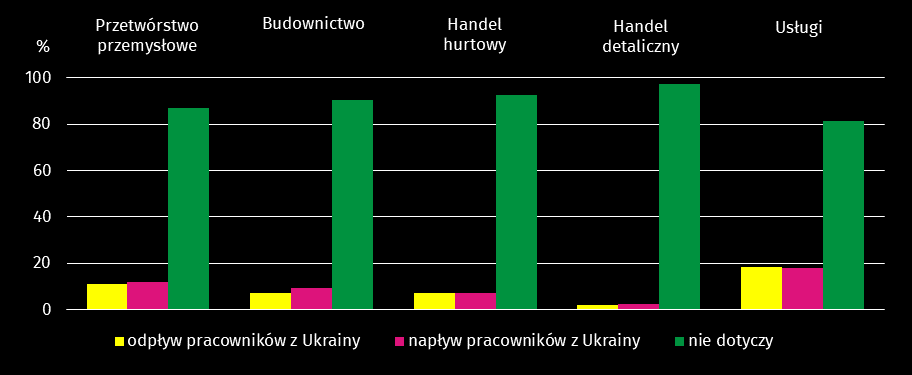 Przetwórstwo
przemysłowe
Budownictwo
Handel
hurtowy
Handel
detaliczny
Usługi
%
100
80
60
40
20
0
odpływ pracowników z Ukrainy
napływ pracowników z Ukrainy
nie dotyczy